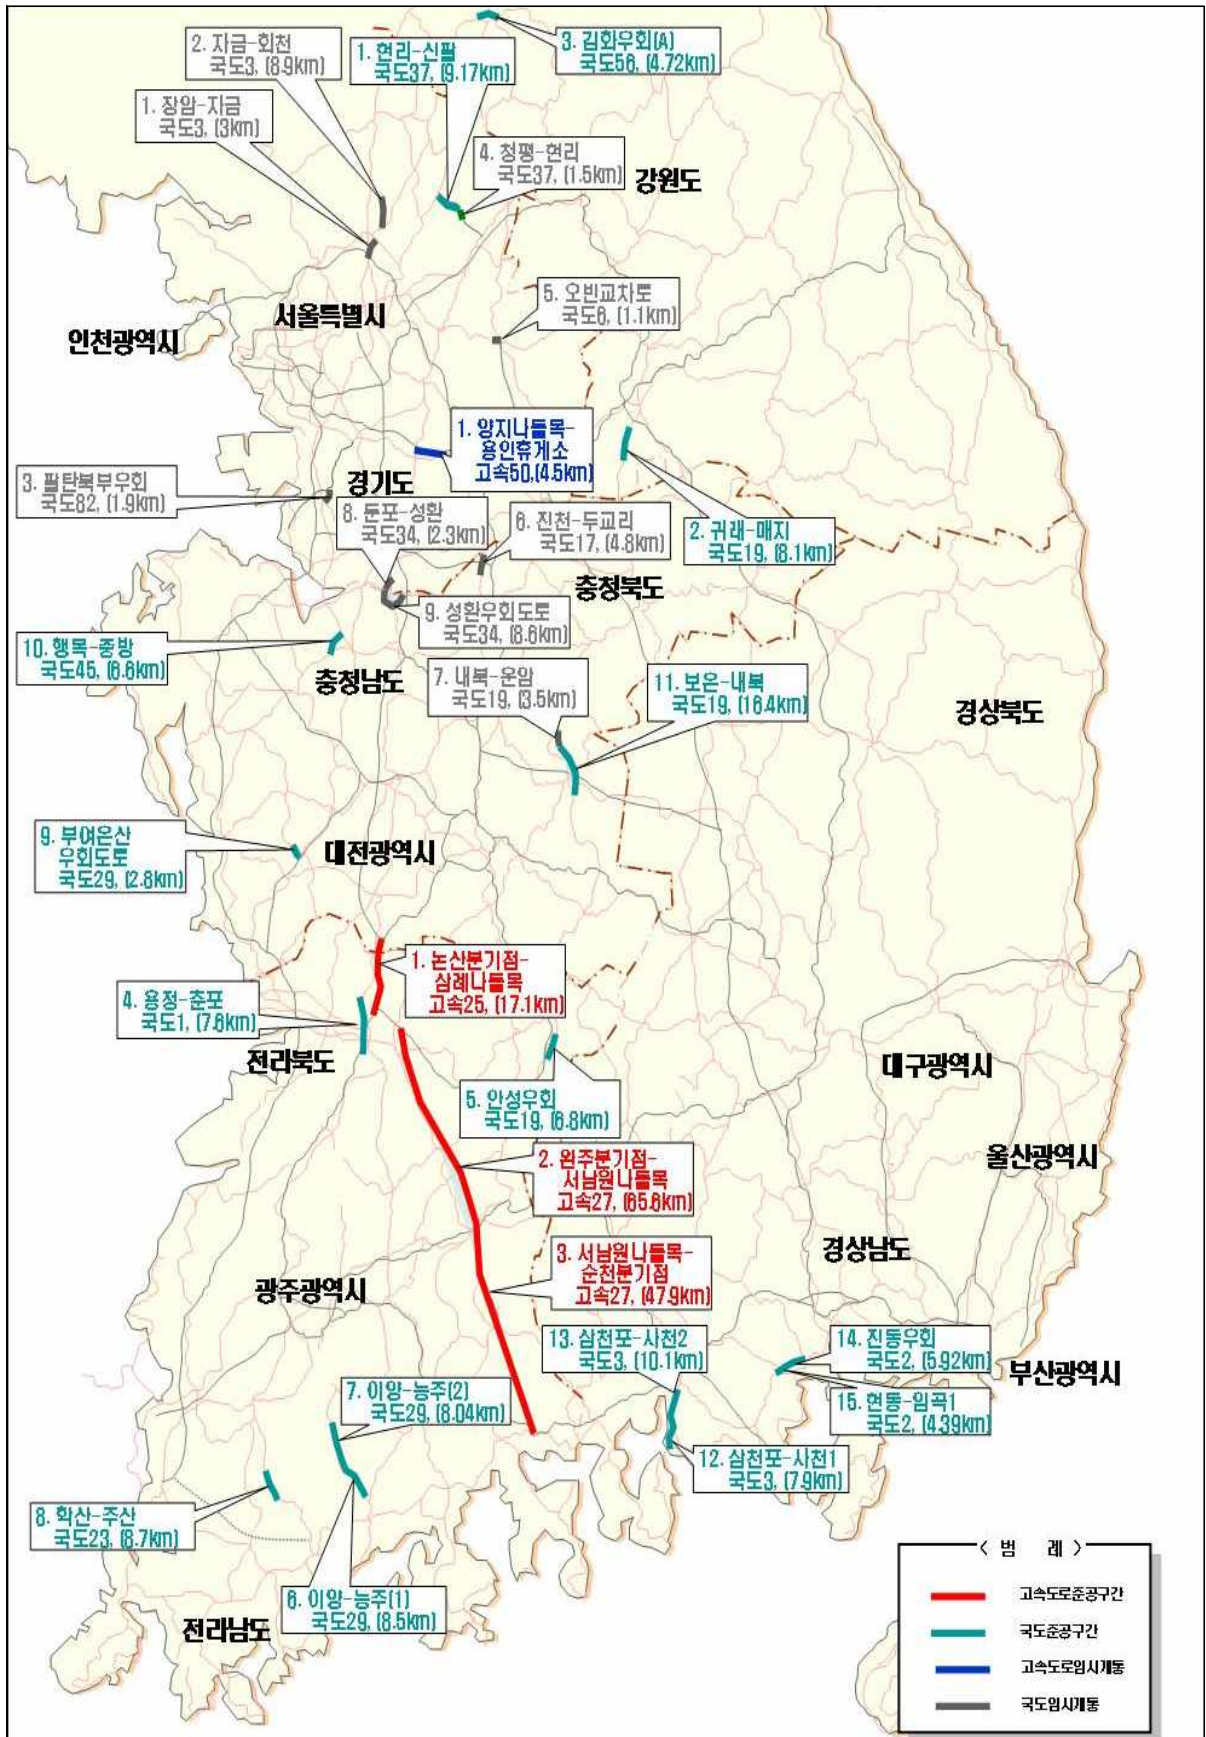 3. 김화우회(A)
국도56, (4.72km)
2. 자금-회천
국도3, (8.9km)
1. 현리-신팔
국도37, (9.17km)
1. 장암-지금
국도3, (3km)
4. 청평-현리
국도37, (1.5km)
강원도
5. 오빈교차토
국도6, (1.1km)
서울특별시
인천광역시
1. 양지나들목-
용인휴게소
고속50,(4.5km)
3. 팔탄북부우회
국도82, (1.9km)
경기도
8. 둔포-성환
국도34, (2.3km)
6. 진천-두교리
국도17, (4.8km)
2. 귀래-매지
국도19, (8.1km)
충청북도
9. 성환우회도토
국도34, (8.6km)
10. 행목-중방
국도45, (6.6km)
충청남도
7. 내북-운암
국도19, (3.5km)
11. 보은-내북
국도19, (16.4km)
경상북도
9. 부여은산
우회도토
국도29, (2.8km)
대전광역시
1. 논산분기점-
삼례나들목
고속25, (17.1km)
4. 용정-춘포
국도1, (7.6km)
전라북도
대구광역시
5. 안성우회
국도19, (6.8km)
2. 완주분기점-
서남원나들목
고속27, (65.6km)
울산광역시
경상남도
3. 서남원나들목-
순천분기점
고속27, (47.9km)
광주광역시
13. 삼천포-사천2
국도3, (10.1km)
14. 진동우회
국도2, (5.92km)
부산광역시
7. 이양-능주(2)
국도29, (8.04km)
15. 현동-임곡1
국도2, (4.39km)
12. 삼천포-사천1
국도3, (7.9km)
8. 학산-주산
국도23, (6.7km)
6. 이양-능주(1)
국도29, (8.5km)
전라남도
< 범 례 >
고속도로준공구간
국도준공구간
고속도로임시개통
국도임시개통